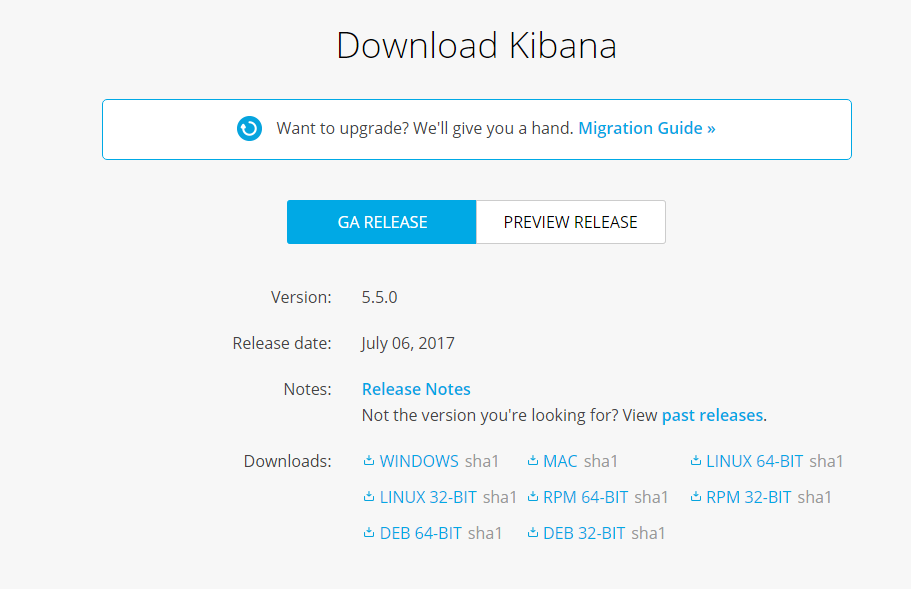 Download Kibana
Want to upgrade? We'll give you a hand. Migration Guide »
GA RELEASE PREVIEW RELEASE
Version: 5.5.0
Release date: July 06, 2017
Notes: Release Notes
Not the version you're looking for? View past releases.
Downloads: WINDOWS sha1 MAC sha1 LINUX 64-BIT sha1
LINUX 32-BIT sha1 RPM 64-BIT sha1 RPM 32-BIT sha1
DEB 64-BIT sha1 DEB 32-BIT sha1